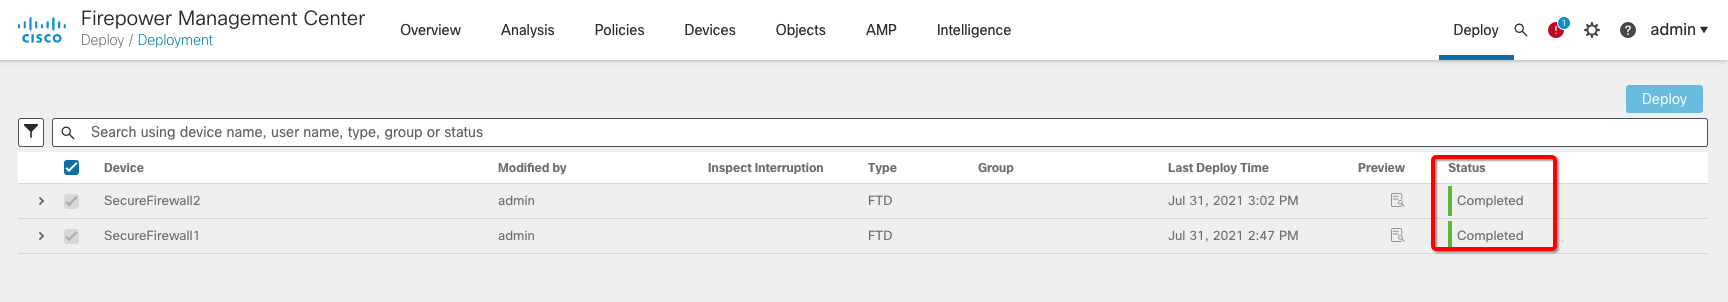 CISCO
Firepower Management Center
Deploy / Deployment
Overview Analysis Policies Devices Objects AMP Intelligence Deploy 1 ? admin
Deploy
Search using device name, user name, type, group or status
Device Modified by Inspect Interruption Type Group Last Deploy Time Preview Status
SecureFirewall2 admin FTD Jul 31, 2021 3:02 PM Completed
SecureFirewall1 admin FTD Jul 31, 2021 2:47 PM Completed